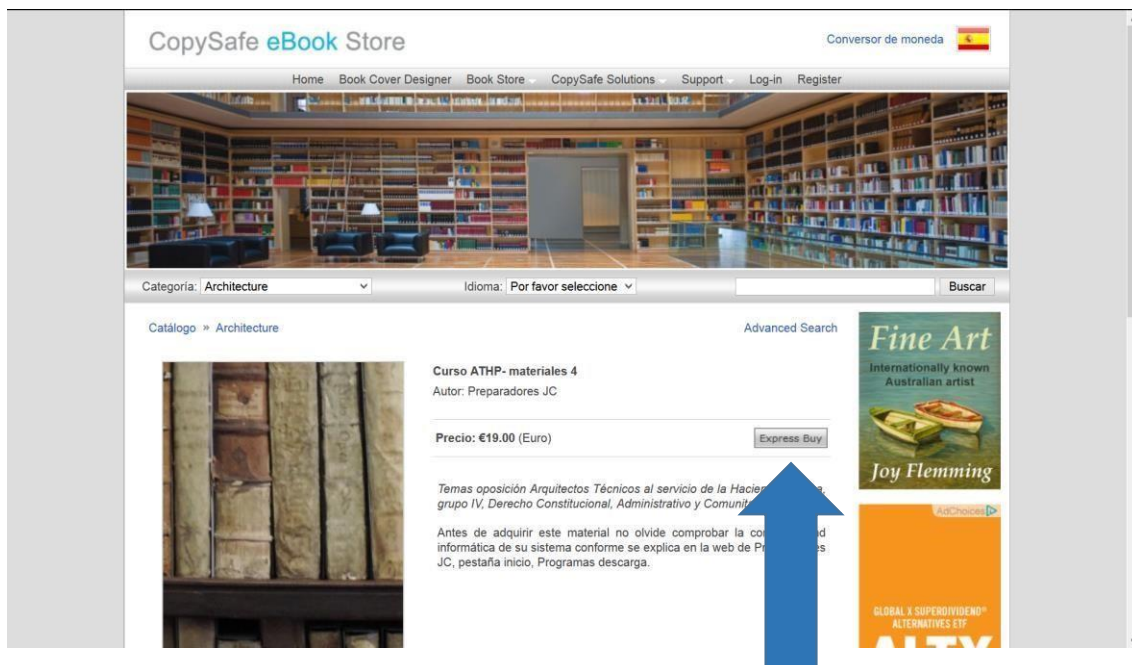 CopySafe eBook Store
Conversor de moneda
Home Book Cover Designer Book Store CopySafe Solutions Support Log-in Register
Categoría: Architecture Idioma: Por favor seleccione Buscar
Catálogo » Architecture Advanced Search
Curso ATHP- materiales 4
Autor: Preparadores JC
Precio: €19.00 (Euro) Express Buy
Temas oposición Arquitectos Técnicos al servicio de la
grupo IV, Derecho Constitucional, Administrativo y
Antes de adquirir este material no olvide comprobar la
informática de su sistema conforme se explica en la web de
JC, pestaña inicio, Programas descarga.
Fine Art
Internationally known
Australian artist
Joy Flemming
AdChoices
GLOBAL X SUPERDIVIDEND®
ALTERNATIVES ETF